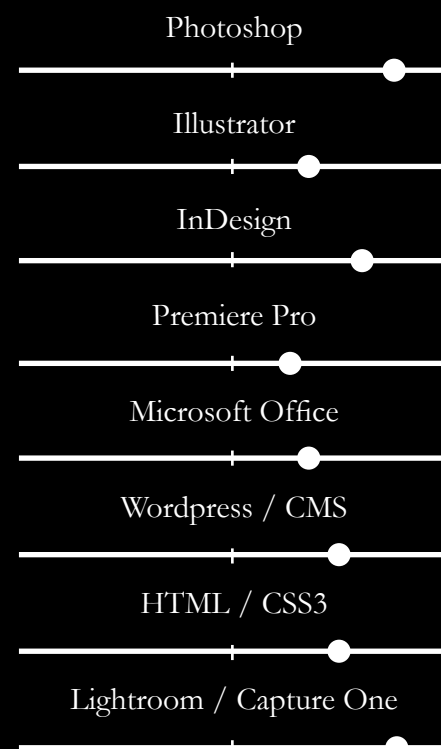 Photoshop
Illustrator
InDesign
Premiere Pro
Microsoft Office
Wordpress / CMS
HTML / CSS3
Lightroom / Capture One